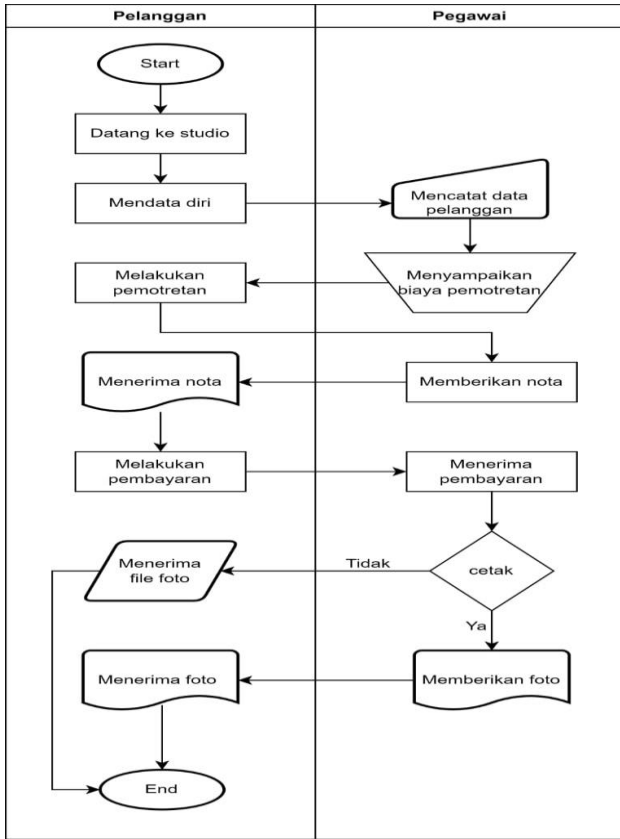 Pelanggan
Pegawai
Start
Datang ke studio
Mendata diri
Mencatat data
pelanggan
Menyampaikan
biaya pemotretan
Melakukan
pemotretan
Memberikan nota
Menerima nota
Melakukan
pembayaran
Menerima
pembayaran
cetak
Tidak
Menerima
file foto
Ya
Memberikan foto
Menerima foto
End